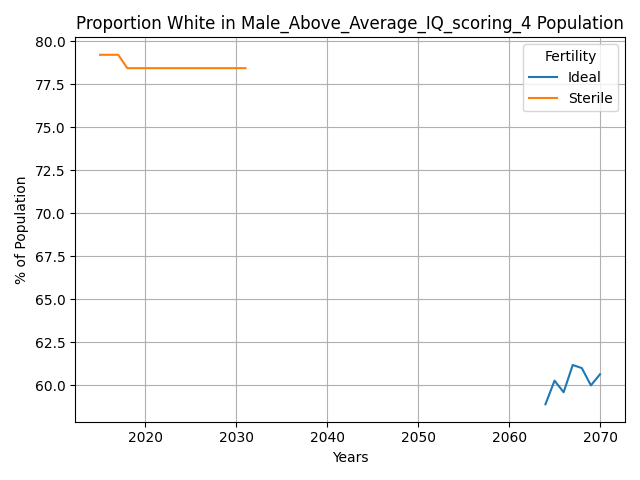 Proportion White in Male_Above_Average_IQ_scoring_4 Population
80.0
77.5
75.0
72.5
70.0
67.5
65.0
62.5
60.0
% of Population
Fertility
Ideal
Sterile
2020 2030 2040 2050 2060 2070
Years